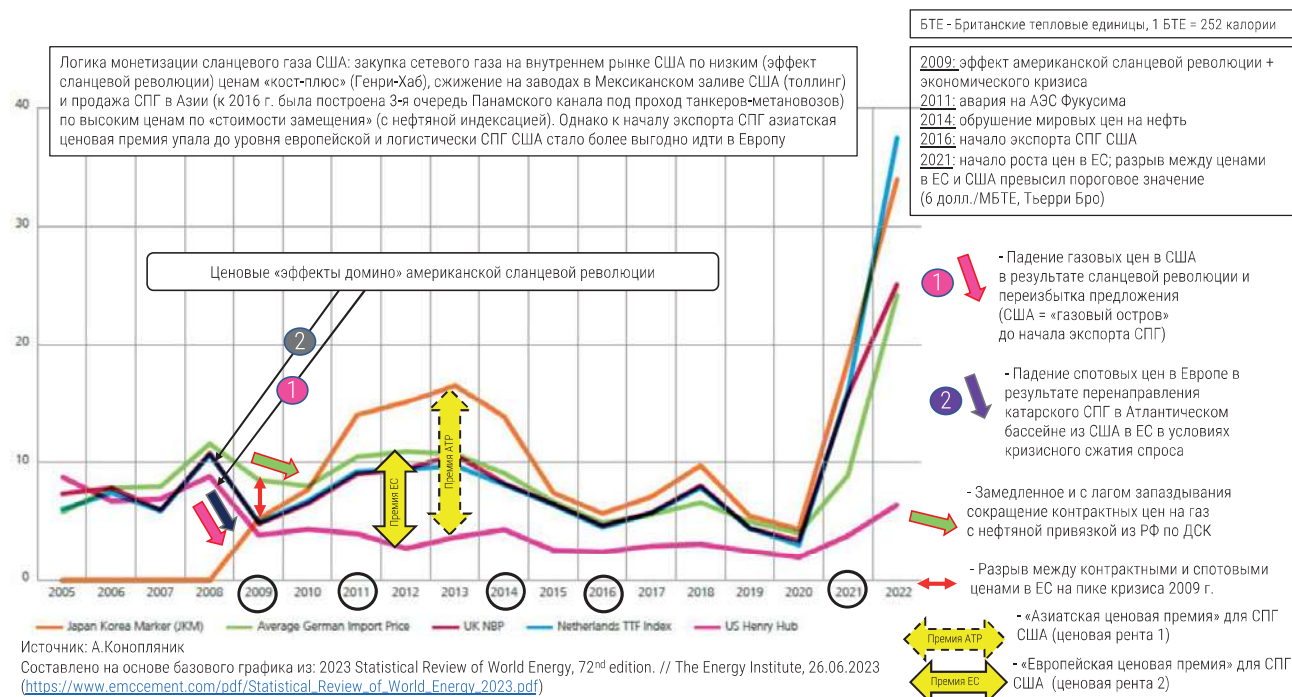 БТЕ - Британские тепловые единицы, 1 БТЕ = 252 калории
Логика монетизации сланцевого газа США: закупка сетевого газа на внутреннем рынке США по низким (эффект
сланцевой революции) ценам «кост-плюс» (Генри-Хаб), сжижение на заводах в Мексиканском заливе США (толлинг)
и продажа СПГ в Азии (к 2016 г. была построена 3-я очередь Панамского канала под проход танкеров-метановозов)
по высоким ценам по «стоимости замещения» (с нефтяной индексацией). Однако к началу экспорта СПГ азиатская
ценовая премия упала до уровня европейской и логистически СПГ США стало более выгодно идти в Европу
2009: эффект американской сланцевой революции +
экономического кризиса
2011: авария на АЭС Фукусима
2014: обрушение мировых цен на нефть
2016: начало экспорта СПГ США
2021: начало роста цен в ЕС; разрыв между ценами
в ЕС и США превысил пороговое значение
(6 долл./МБТЕ, Тьерри Бро)
40
30
20
10
0
Ценовые «эффекты домино» американской сланцевой революции
2
1
Премия ЕС
Премия АТР
2005 2006 2007 2008 2009 2010 2011 2012 2013 2014 2015 2016 2017 2018 2019 2020 2021 2022
Japan Korea Marker (JKM) Average German Import Price UK NBP Netherlands TTF Index US Henry Hub
1
- Падение газовых цен в США
в результате сланцевой революции и
переизбытка предложения
(США = «газовый остров»
до начала экспорта СПГ)
2
- Падение спотовых цен в Европе в
результате перенаправления
катарского СПГ в Атлантическом
бассейне из США в ЕС в условиях
кризисного сжатия спроса
- Замедленное и с лагом запаздывания
сокращение контрактных цен на газ
с нефтяной привязкой из РФ по ДСК
- Разрыв между контрактными и спотовыми
ценами в ЕС на пике кризиса 2009 г.
Премия АТР
- «Азиатская ценовая премия» для СПГ
США (ценовая рента 1)
Премия ЕС
- «Европейская ценовая премия» для СПГ
США (ценовая рента 2)
Источник: А.Конопляник
Составлено на основе базового графика из: 2023 Statistical Review of World Energy, 72nd edition. // The Energy Institute, 26.06.2023
(https://www.emccement.com/pdf/Statistical_Review_of_World_Energy_2023.pdf)